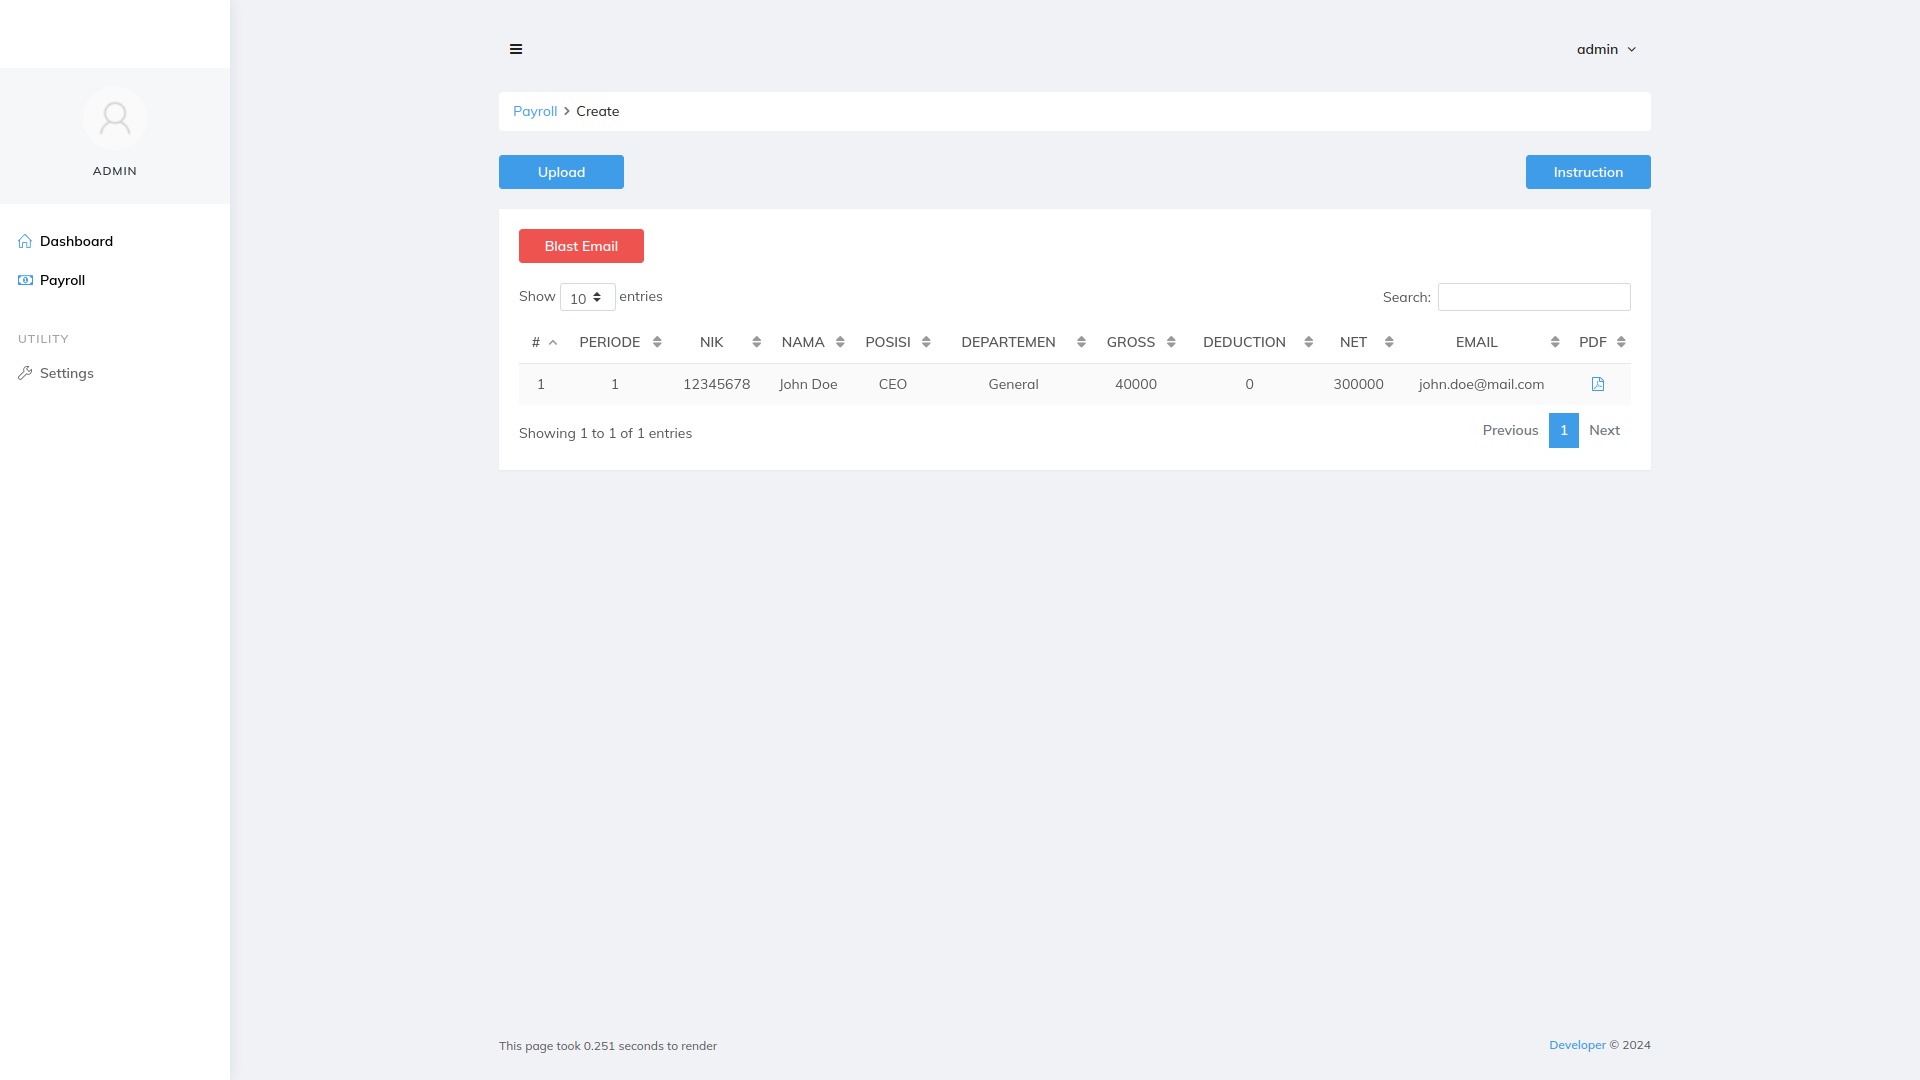 admin
Payroll > Create
ADMIN
Upload
Instruction
Dashboard
Blast Email
Payroll
Show 10 entries
Search:
UTILITY
# PERIODE NIK NAMA POSISI DEPARTEMEN GROSS DEDUCTION NET EMAIL PDF
Settings
1 1 12345678 John Doe CEO General 40000 0 300000 john.doe@mail.com
Showing 1 to 1 of 1 entries
Previous 1 Next
This page took 0.251 seconds to render
Developer © 2024